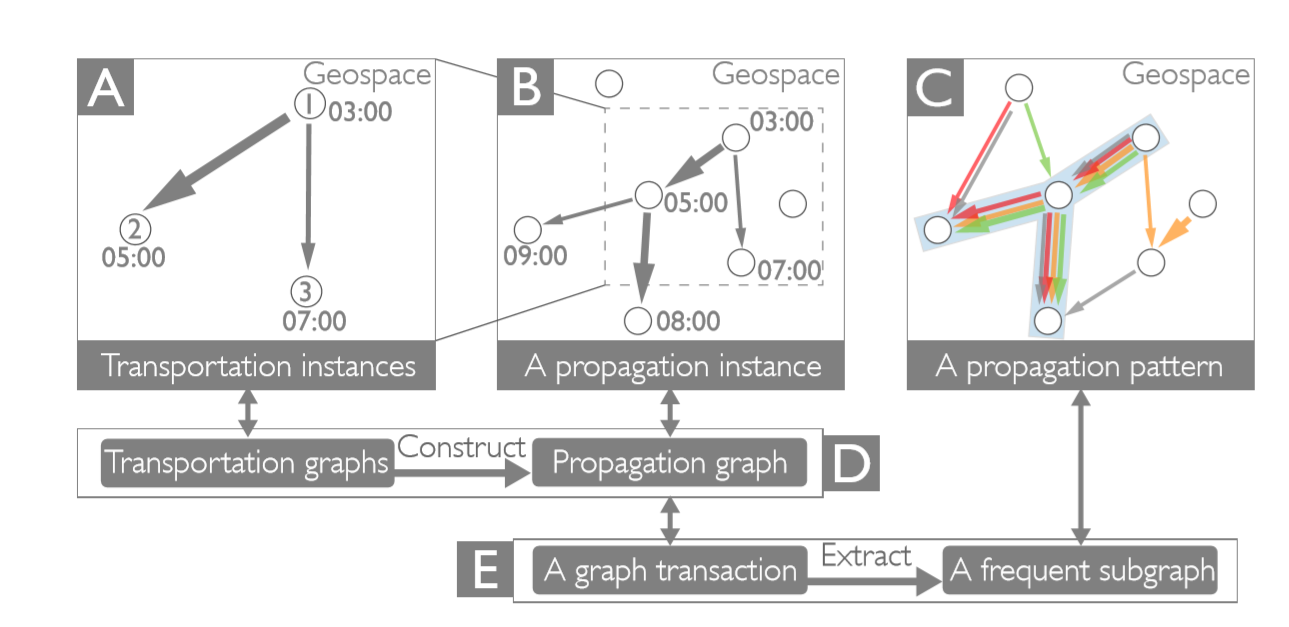 A
Geospace
1
03:00
2
05:00
3
07:00
Transportation instances
B
Geospace
03:00
05:00
09:00
07:00
08:00
A propagation instance
C
Geospace
A propagation pattern
Transportation graphs
Construct
Propagation graph
D
E
A graph transaction
Extract
A frequent subgraph